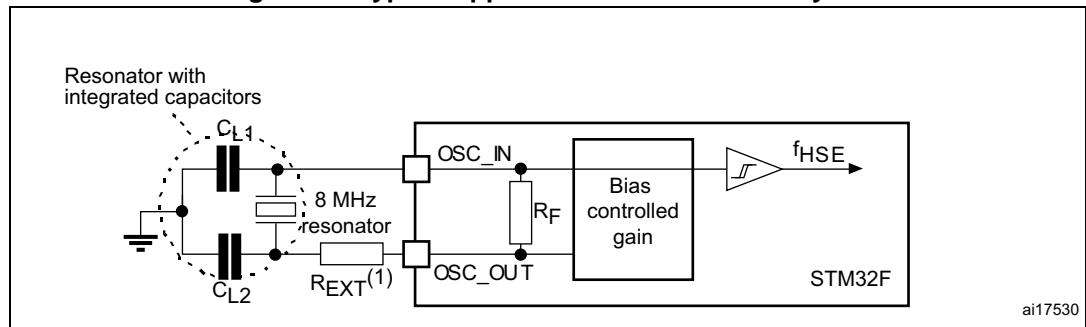 Resonator with
integrated capacitors
CL1
OSC_IN
fHSE
8 MHz
resonator
RF
Bias
controlled
gain
REXT(1)
OSC_OUT
STM32F
CL2
ai17530